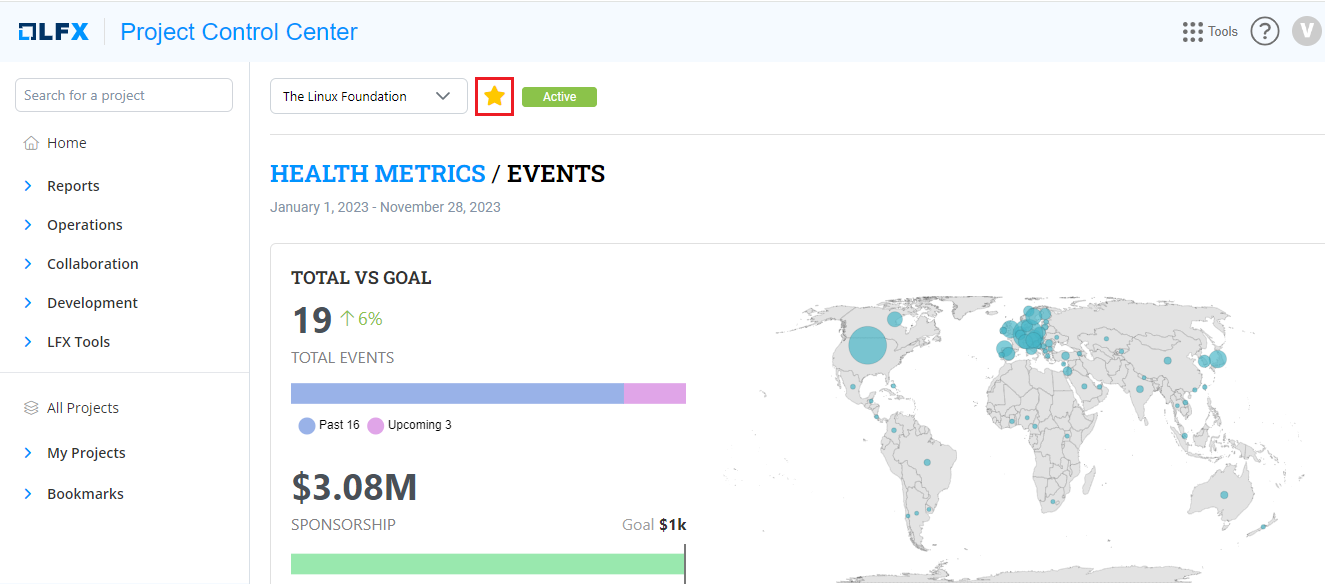 LFX Project Control Center
Tools ? V
Search for a project
Home
Reports
Operations
Collaboration
Development
LFX Tools
All Projects
My Projects
Bookmarks
The Linux Foundation Active
HEALTH METRICS / EVENTS
January 1, 2023 - November 28, 2023
TOTAL VS GOAL
19 ↑6%
TOTAL EVENTS
Past 16 Upcoming 3
$3.08M
SPONSORSHIP Goal $1k